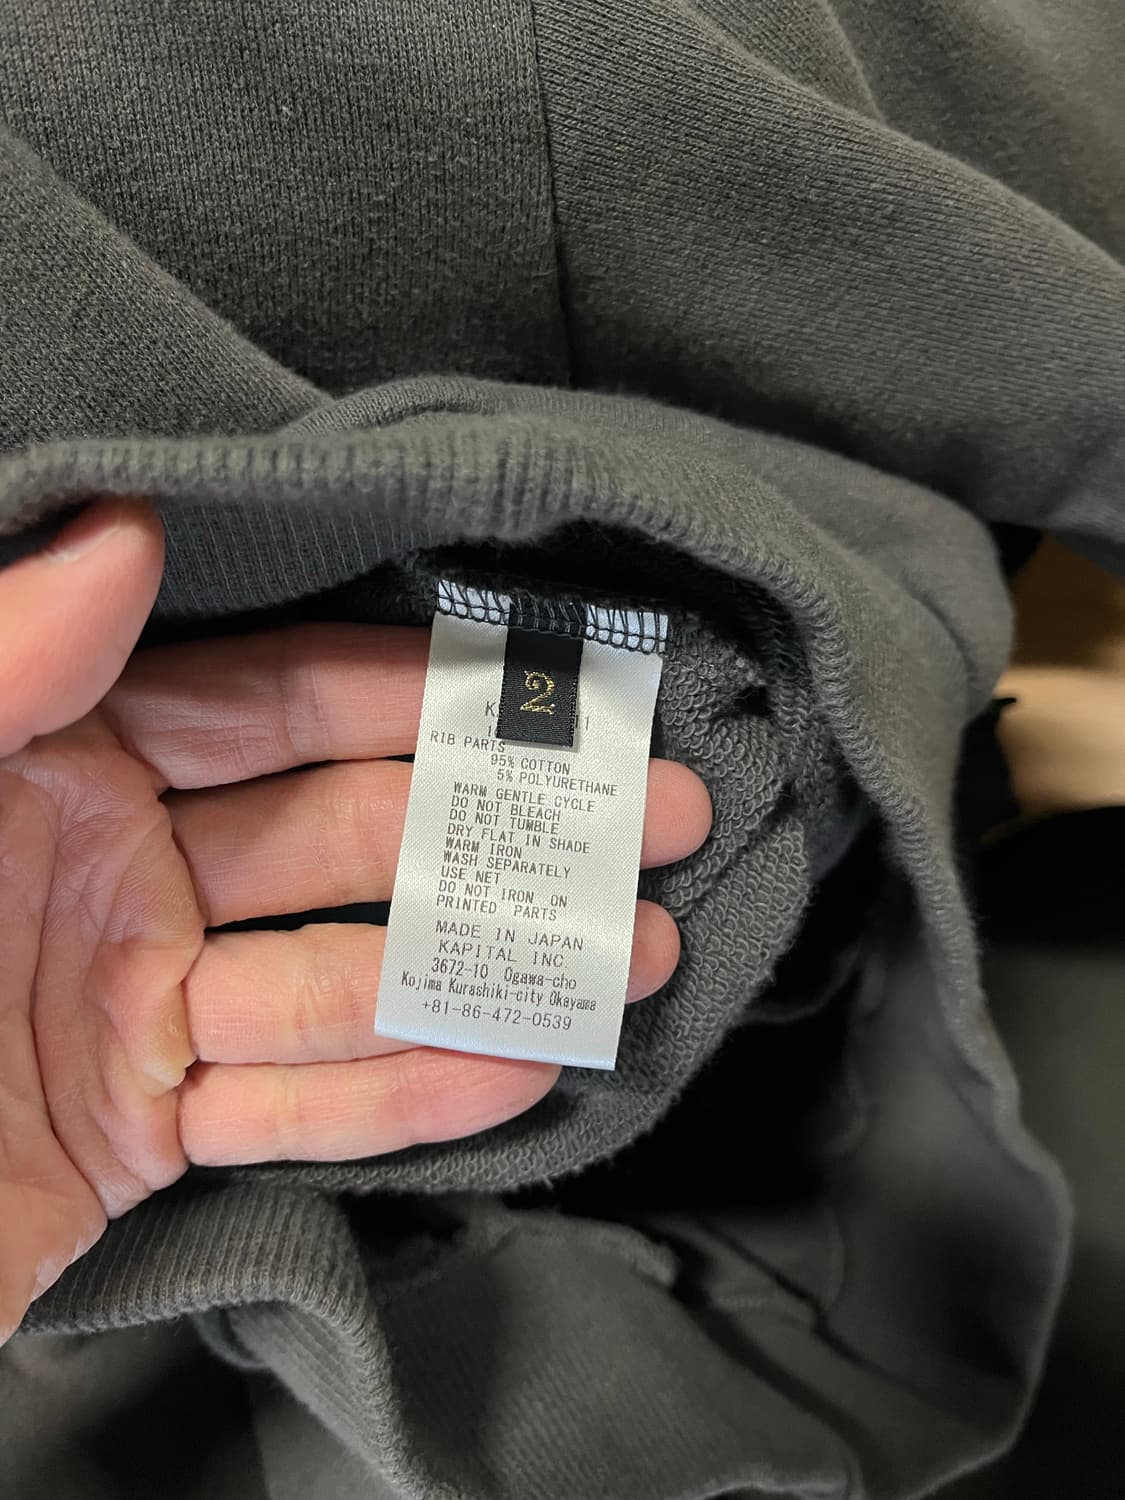 2
RIB PARTS
95% COTTON
5% POLYURETHANE
WARM GENTLE CYCLE
DO NOT BLEACH
DO NOT TUMBLE
DRY FLAT IN SHADE
WARM IRON
WASH SEPARATELY
USE NET
DO NOT IRON ON
PRINTED PARTS
MADE IN JAPAN
KAPITAL INC
3672-10 Ogawa-cho
Kojima Kurashiki-city Okayama
+81-86-472-0539